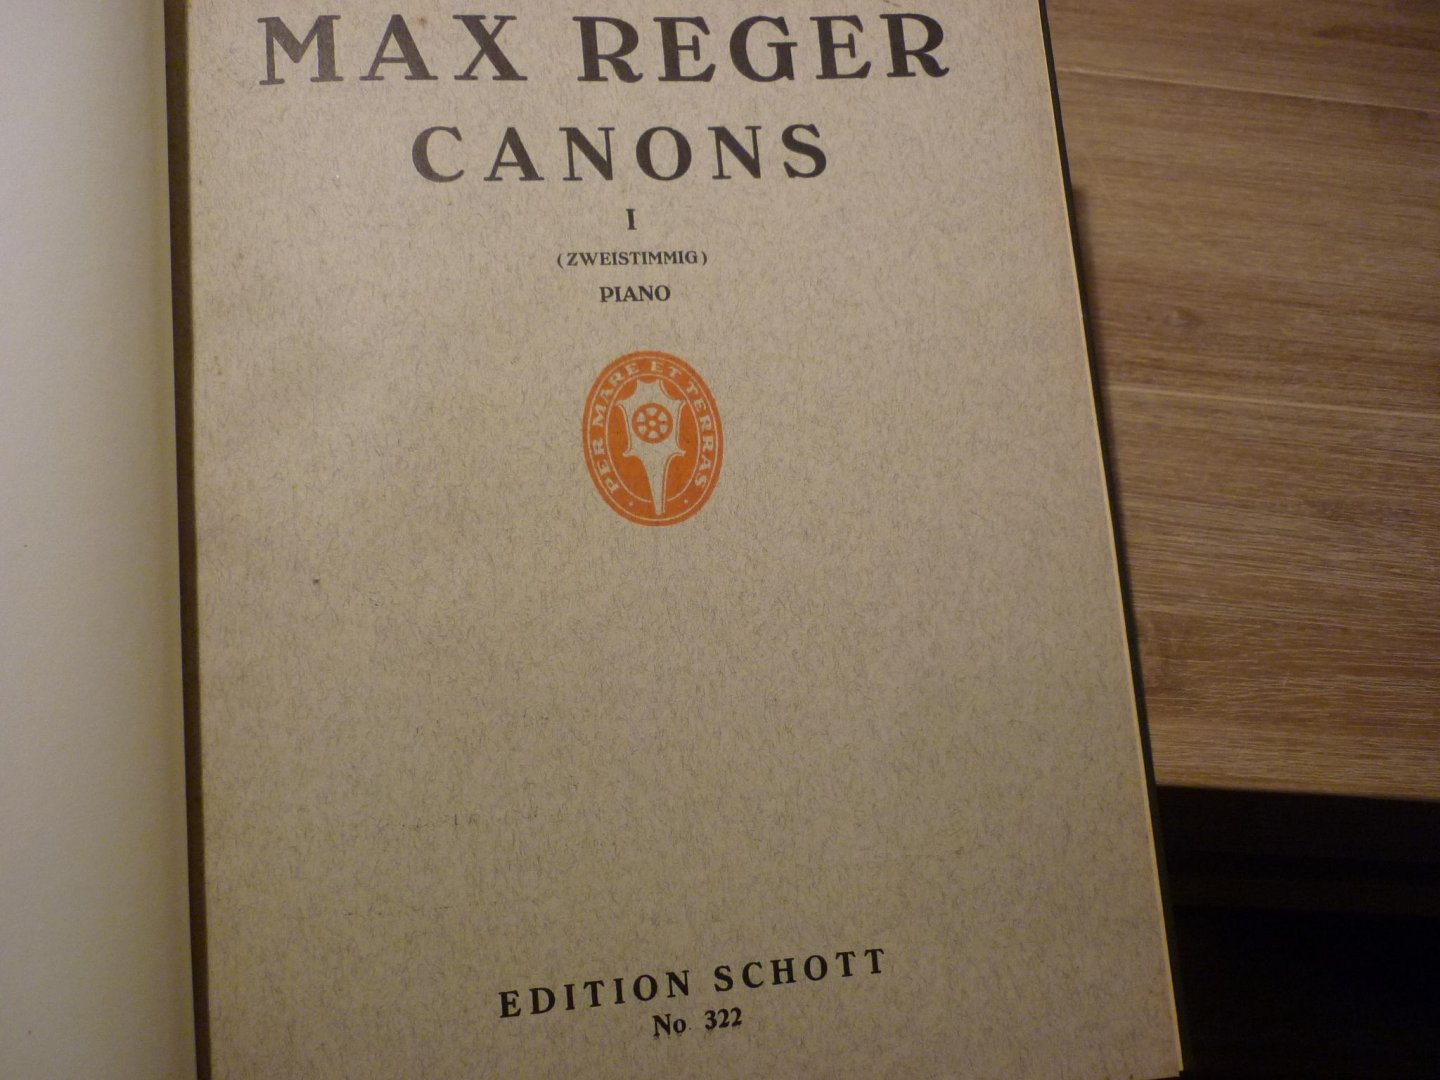 MAX REGER
CANONS
I
(ZWEISTIMMIG)
PIANO
· PER MARE ET TERRAS ·
EDITION SCHOTT
No 322